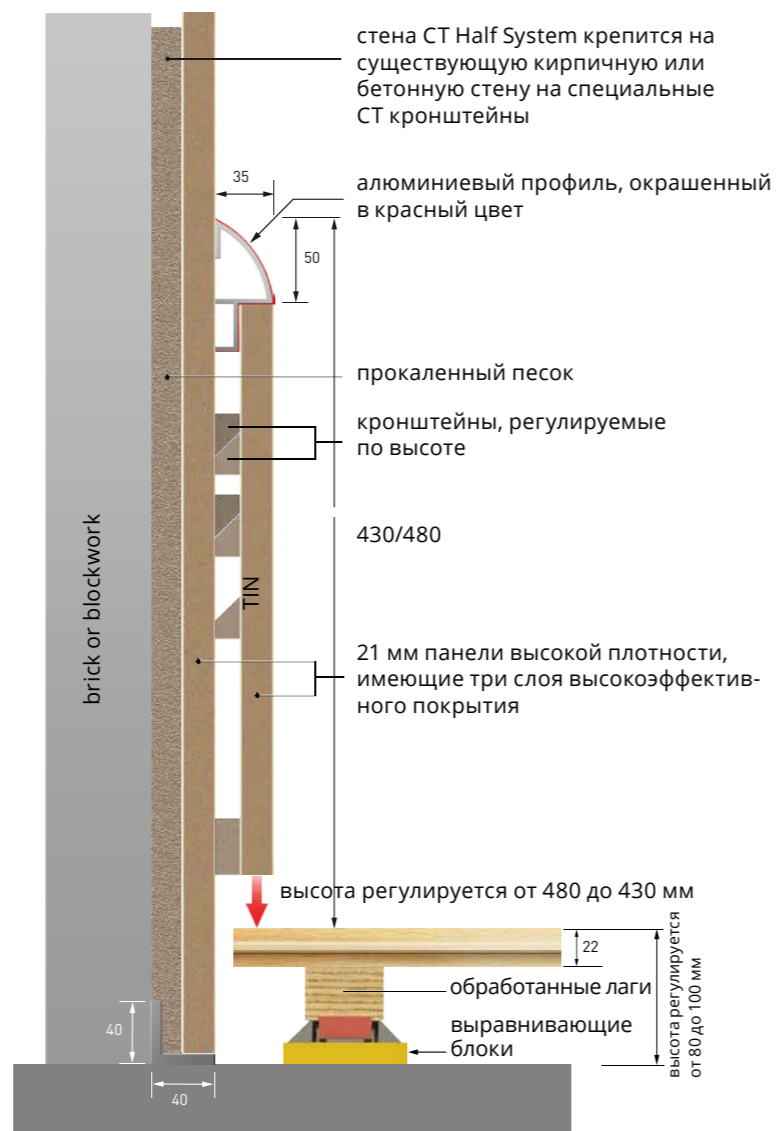 стена CT Half System крепится на
существующую кирпичную или
бетонную стену на специальные
СТ кронштейны
35
алюминиевый профиль, окрашенный
в красный цвет
50
прокаленный песок
кронштейны, регулируемые
по высоте
430/480
brick or blockwork
TIN
21 мм панели высокой плотности,
имеющие три слоя высокоэффектив-
ного покрытия
высота регулируется от 480 до 430 мм
22
высота регулируется
от 80 до 100 мм
обработанные лаги
выравнивающие
блоки
40
40